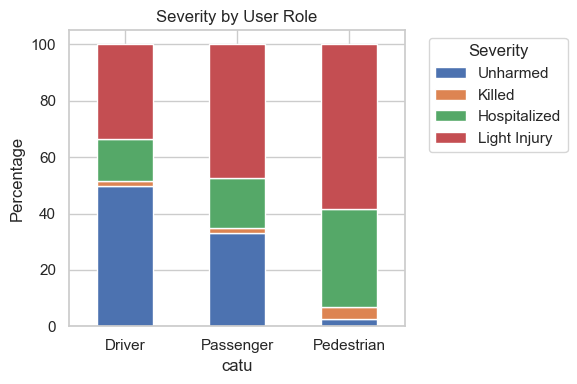 Severity by User Role
100
80
60
40
20
0
Percentage
Driver
Passenger
Pedestrian
catu
Severity
Unharmed
Killed
Hospitalized
Light Injury